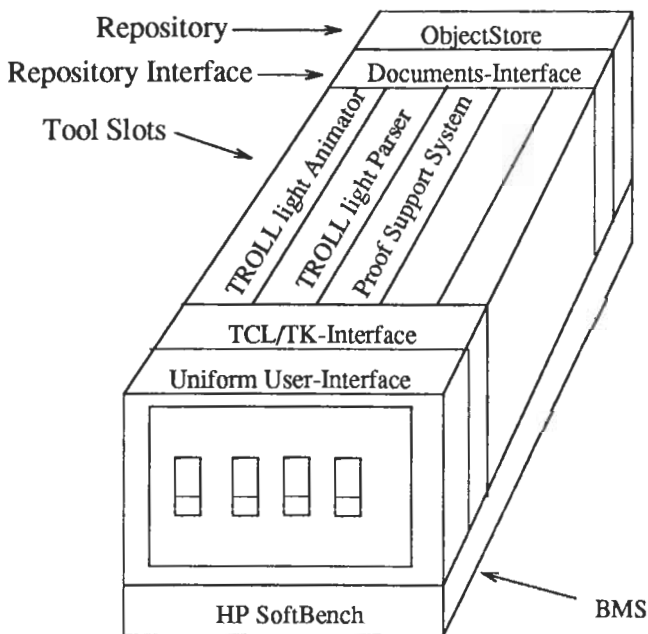 Repository
ObjectStore
Repository Interface
Documents-Interface
Tool Slots
TROLL light Animator
TROLL light Parser
Proof Support System
TCL/TK-Interface
Uniform User-Interface
HP SoftBench
BMS